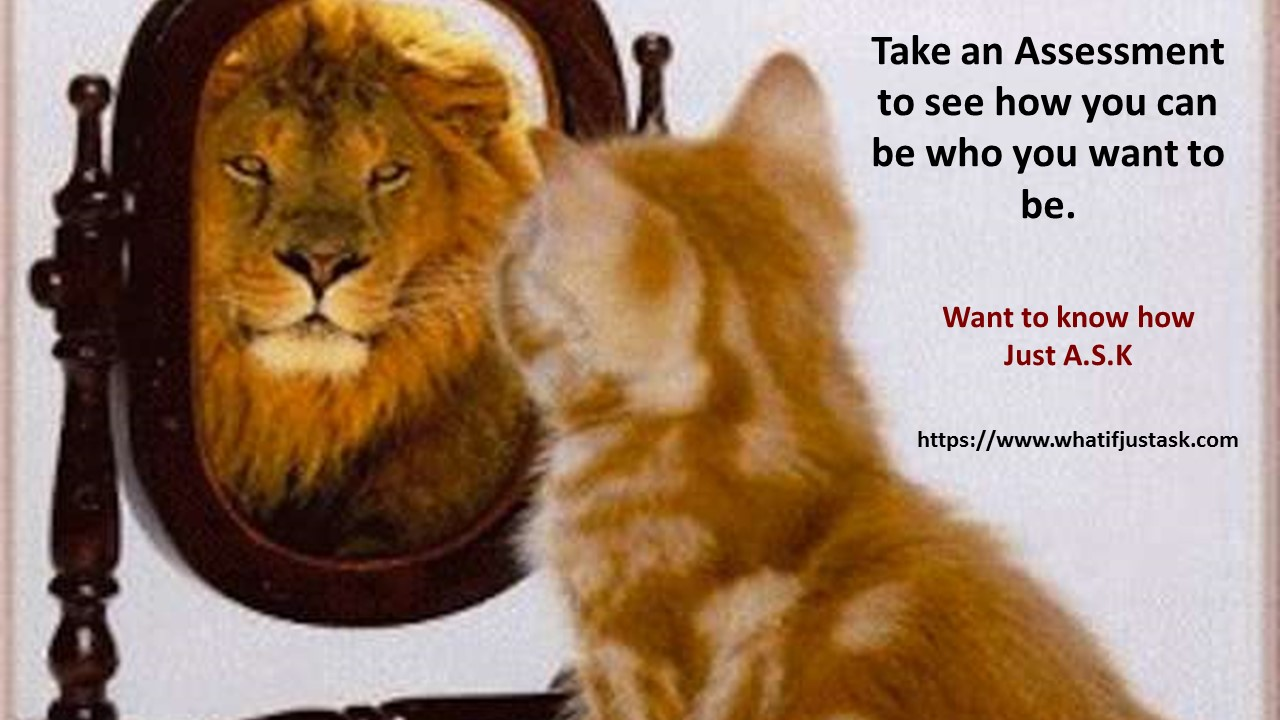 Take an Assessment
to see how you can
be who you want to
be.
Want to know how
Just A.S.K
https://www.whatifjustask.com